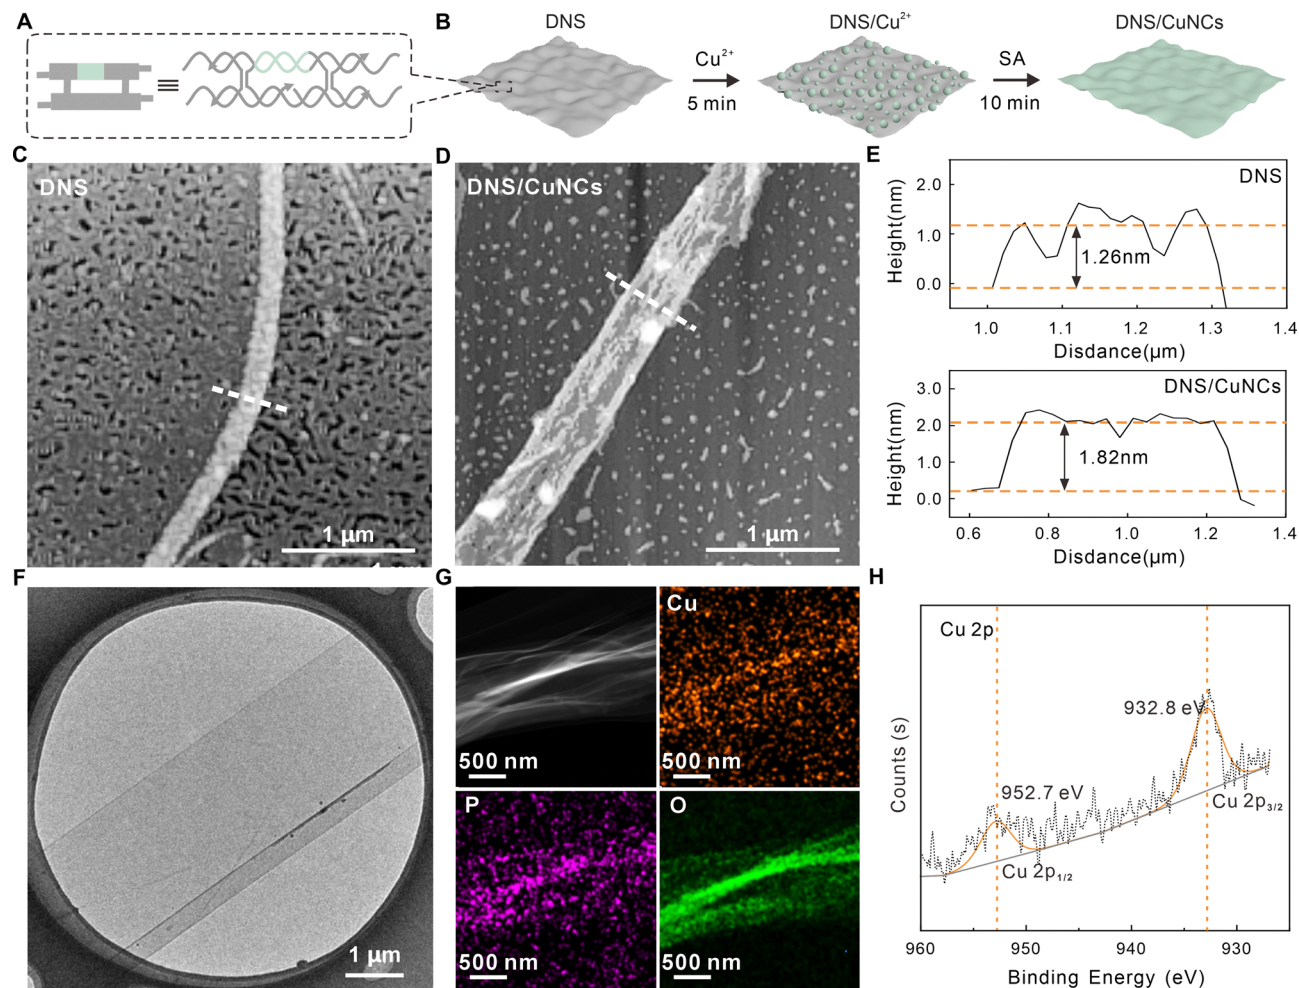 A
B
DNS
DNS/Cu²⁺
DNS/CuNCs
Cu²⁺
5 min
SA
10 min
C
DNS
1 μm
D
DNS/CuNCs
1 μm
E
DNS
Height(nm)
2.0
1.0
0.0
1.26nm
1.0
1.1
1.2
1.3
1.4
Disdance(μm)
DNS/CuNCs
Height(nm)
3.0
2.0
1.0
0.0
1.82nm
0.6
0.8
1.0
1.2
1.4
Disdance(μm)
F
1 μm
G
500 nm
Cu
500 nm
P
500 nm
O
500 nm
H
Cu 2p
932.8 eV
952.7 eV
Cu 2p₃/₂
Cu 2p₁/₂
Counts (s)
960
950
940
930
Binding Energy (eV)